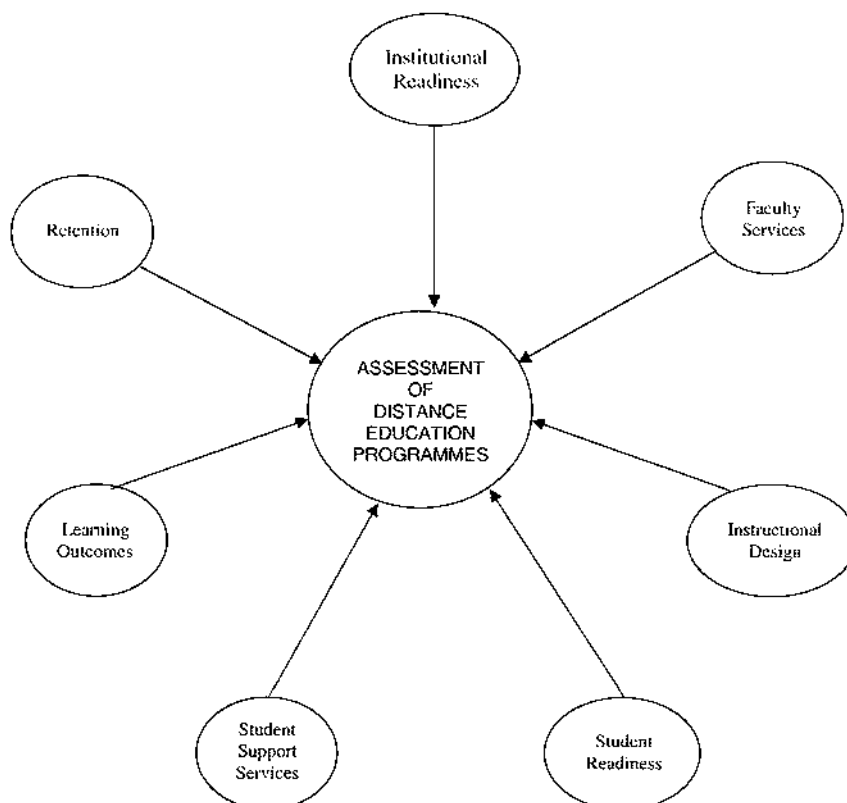 Institutional
Readiness
Faculty
Services
Retention
ASSESSMENT
OF
DISTANCE
EDUCATION
PROGRAMMES
Learning
Outcomes
Instructional
Design
Student
Support
Services
Student
Readiness